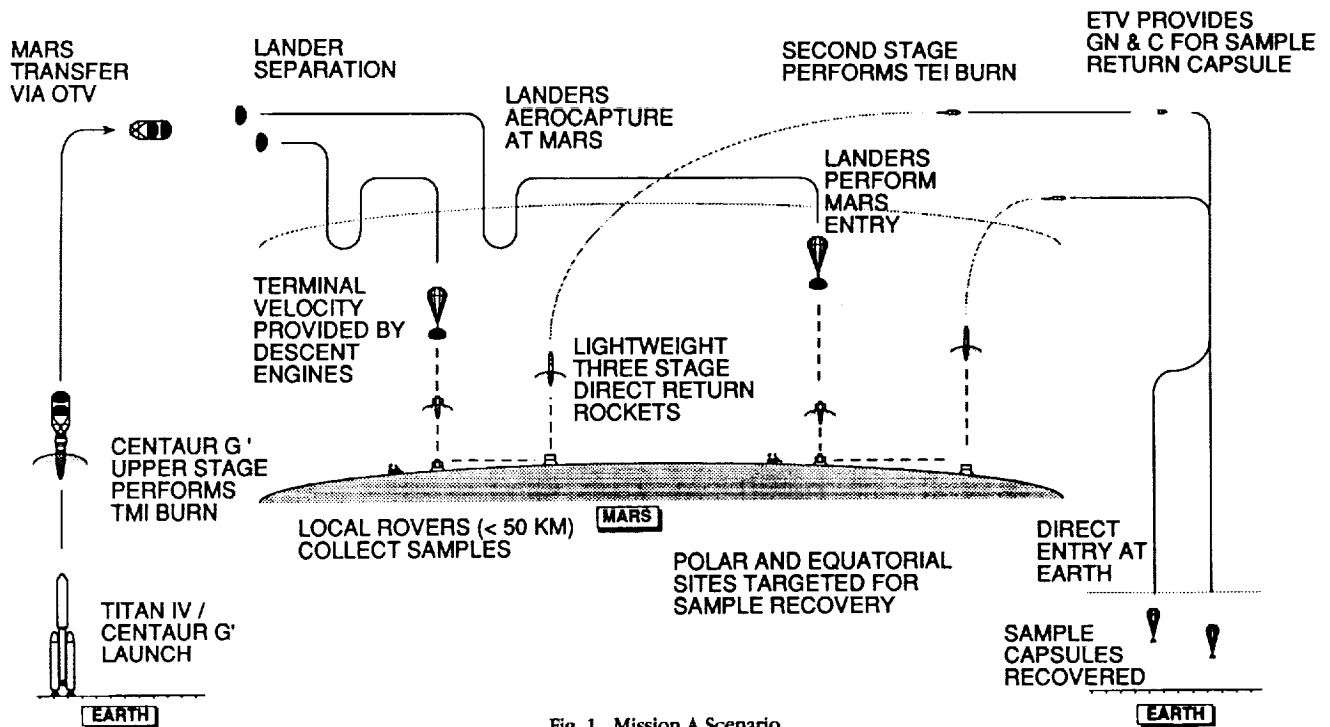 MARS
TRANSFER
VIA OTV
LANDER
SEPARATION
LANDERS
AEROCAPTURE
AT MARS
SECOND STAGE
PERFORMS TEI BURN
ETV PROVIDES
GN & C FOR SAMPLE
RETURN CAPSULE
LANDERS
PERFORM
MARS
ENTRY
TERMINAL
VELOCITY
PROVIDED BY
DESCENT
ENGINES
LIGHTWEIGHT
THREE STAGE
DIRECT RETURN
ROCKETS
CENTAUR G '
UPPER STAGE
PERFORMS
TMI BURN
LOCAL ROVERS (< 50 KM)
COLLECT SAMPLES
MARS
POLAR AND EQUATORIAL
SITES TARGETED FOR
SAMPLE RECOVERY
DIRECT
ENTRY AT
EARTH
TITAN IV /
CENTAUR G'
LAUNCH
SAMPLE
CAPSULES
RECOVERED
EARTH
EARTH
Fig. 1. Mission A Scenario